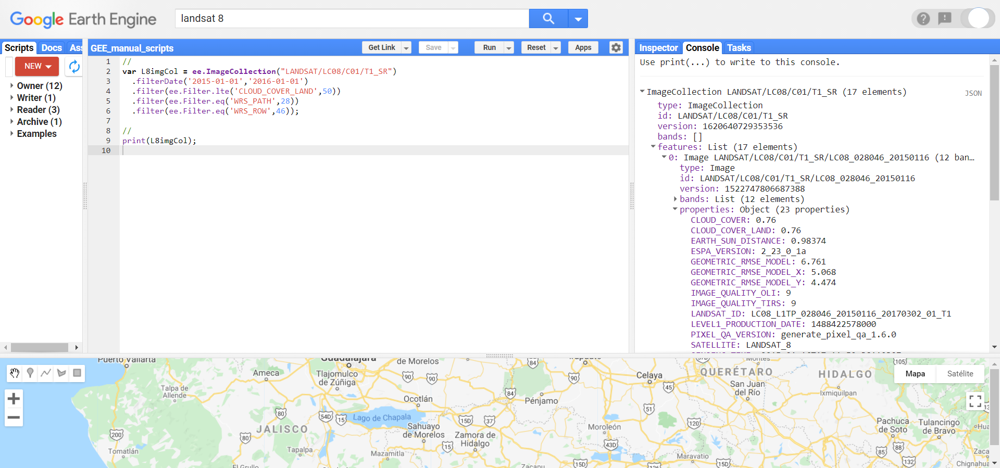 Google Earth Engine
landsat 8
Scripts Docs Ass
NEW
Owner (12)
Writer (1)
Reader (3)
Archive (1)
Examples
GEE_manual_scripts
Get Link Save Run Reset Apps
1 //
2 var L8imgCol = ee.ImageCollection("LANDSAT/LC08/C01/T1_SR")
3 .filterDate('2015-01-01','2016-01-01')
4 .filter(ee.Filter.lte('CLOUD_COVER_LAND',50))
5 .filter(ee.Filter.eq('WRS_PATH',28))
6 .filter(ee.Filter.eq('WRS_ROW',46));
7
8 //
9 print(L8imgCol);
10
Inspector Console Tasks
Use print(...) to write to this console.
ImageCollection LANDSAT/LC08/C01/T1_SR (17 elements) JSON
type: ImageCollection
id: LANDSAT/LC08/C01/T1_SR
version: 1620640729353536
bands: []
features: List (17 elements)
0: Image LANDSAT/LC08/C01/T1_SR/LC08_028046_20150116 (12 ban…
type: Image
id: LANDSAT/LC08/C01/T1_SR/LC08_028046_20150116
version: 1522747806687388
bands: List (12 elements)
properties: Object (23 properties)
CLOUD_COVER: 0.76
CLOUD_COVER_LAND: 0.76
EARTH_SUN_DISTANCE: 0.98374
ESPA_VERSION: 2_23_0_1a
GEOMETRIC_RMSE_MODEL: 6.761
GEOMETRIC_RMSE_MODEL_X: 5.068
GEOMETRIC_RMSE_MODEL_Y: 4.474
IMAGE_QUALITY_OLI: 9
IMAGE_QUALITY_TIRS: 9
LANDSAT_ID: LC08_L1TP_028046_20150116_20170302_01_T1
LEVEL1_PRODUCTION_DATE: 1488422578000
PIXEL_QA_VERSION: generate_pixel_qa_1.6.0
SATELLITE: LANDSAT_8
Puerto Vallarta
Guadalajara
de Morelos
Irapuato
Montes
Ameca
Tlajomulco
de Zúñiga
90
90
84
90
Celaya
QUERÉTARO
HIDALGO
105
Mapa
Satélite
Talpa de
Allende
Ocotlán
84
Pénjamo
45
San Juan
del Río
Ixmiquilpan
80
54D
15
Lago de Chapala
15D
37
51
120
Pachuca
de Soto
Tulancingo
de Bravo
Hua
200
JALISCO
80
Sahuayo
de Morelos
Zamora de
Hidalgo
Moroleón
Tomatlán
Tapalpa
15
Mazamitla
43D
Maravatío
85
88
Zaca
El Grullo
Zacapu
15D
126
15D
132
Chignahua